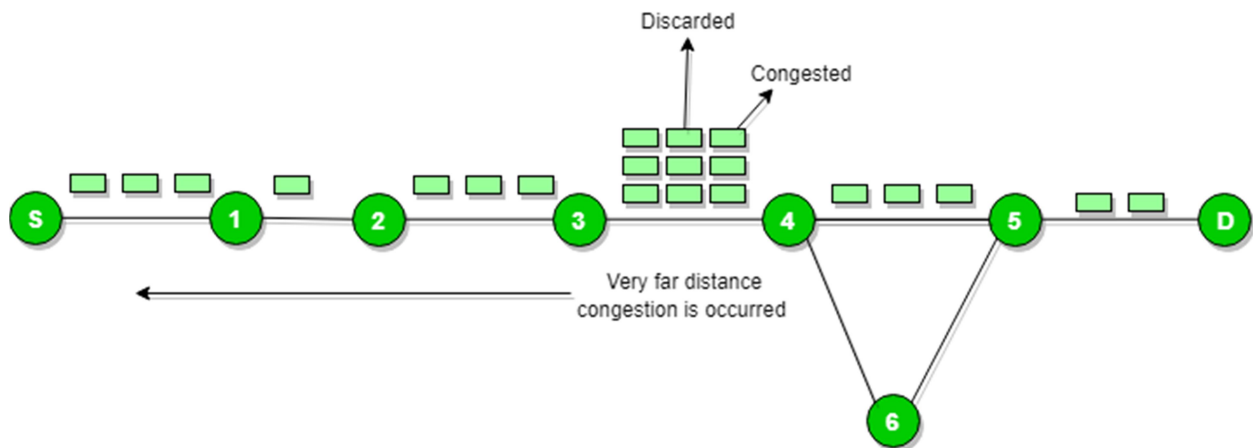 Discarded
Congested
S
1
2
3
4
5
D
Very far distance
congestion is occurred
6